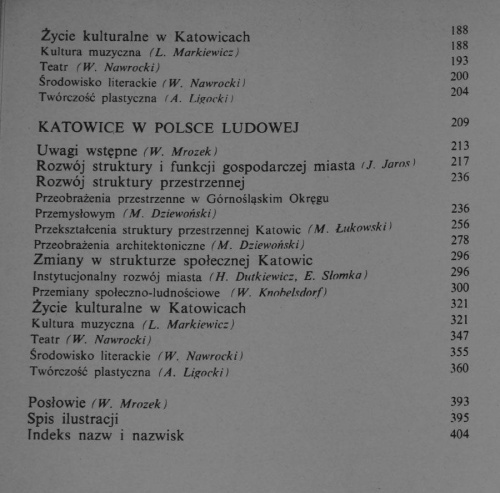 Życie kulturalne w Katowicach 188
Kultura muzyczna (L. Markiewicz) 188
Teatr (W. Nawrocki) 193
Środowisko literackie (W. Nawrocki) 200
Twórczość plastyczna (A. Ligocki) 204
KATOWICE W POLSCE LUDOWEJ 209
Uwagi wstępne (W. Mrozek) 213
Rozwój struktury i funkcji gospodarczej miasta (J. Jaros) 217
Rozwój struktury przestrzennej 236
Przeobrażenia przestrzenne w Górnośląskim Okręgu
Przemysłowym (M. Dziewoński) 236
Przekształcenia struktury przestrzennej Katowic (M. Łukowski) 256
Przeobrażenia architektoniczne (M. Dziewoński) 278
Zmiany w strukturze społecznej Katowic 296
Instytucjonalny rozwój miasta (H. Dutkiewicz, E. Słomka) 296
Przemiany społeczno-ludnościowe (W. Knobelsdorf) 300
Życie kulturalne w Katowicach 321
Kultura muzyczna (L. Markiewicz) 321
Teatr (W. Nawrocki) 347
Środowisko literackie (W. Nawrocki) 355
Twórczość plastyczna (A. Ligocki) 360
Posłowie (W. Mrozek) 393
Spis ilustracji 395
Indeks nazw i nazwisk 404